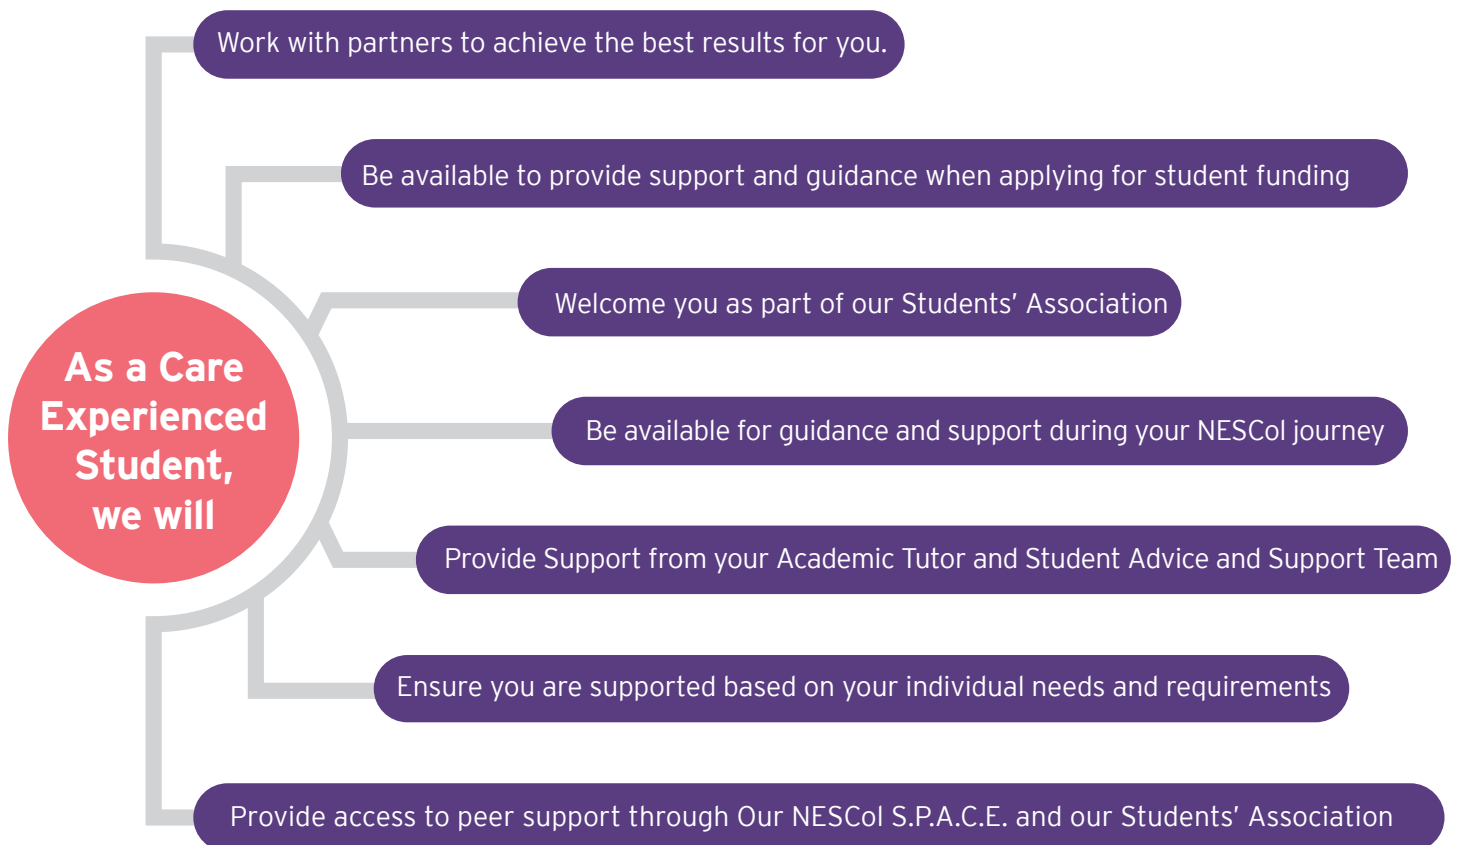 Work with partners to achieve the best results for you.
Be available to provide support and guidance when applying for student funding
Welcome you as part of our Students’ Association
As a Care
Experienced
Student,
we will
Be available for guidance and support during your NESCol journey
Provide Support from your Academic Tutor and Student Advice and Support Team
Ensure you are supported based on your individual needs and requirements
Provide access to peer support through Our NESCol S.P.A.C.E. and our Students’ Association